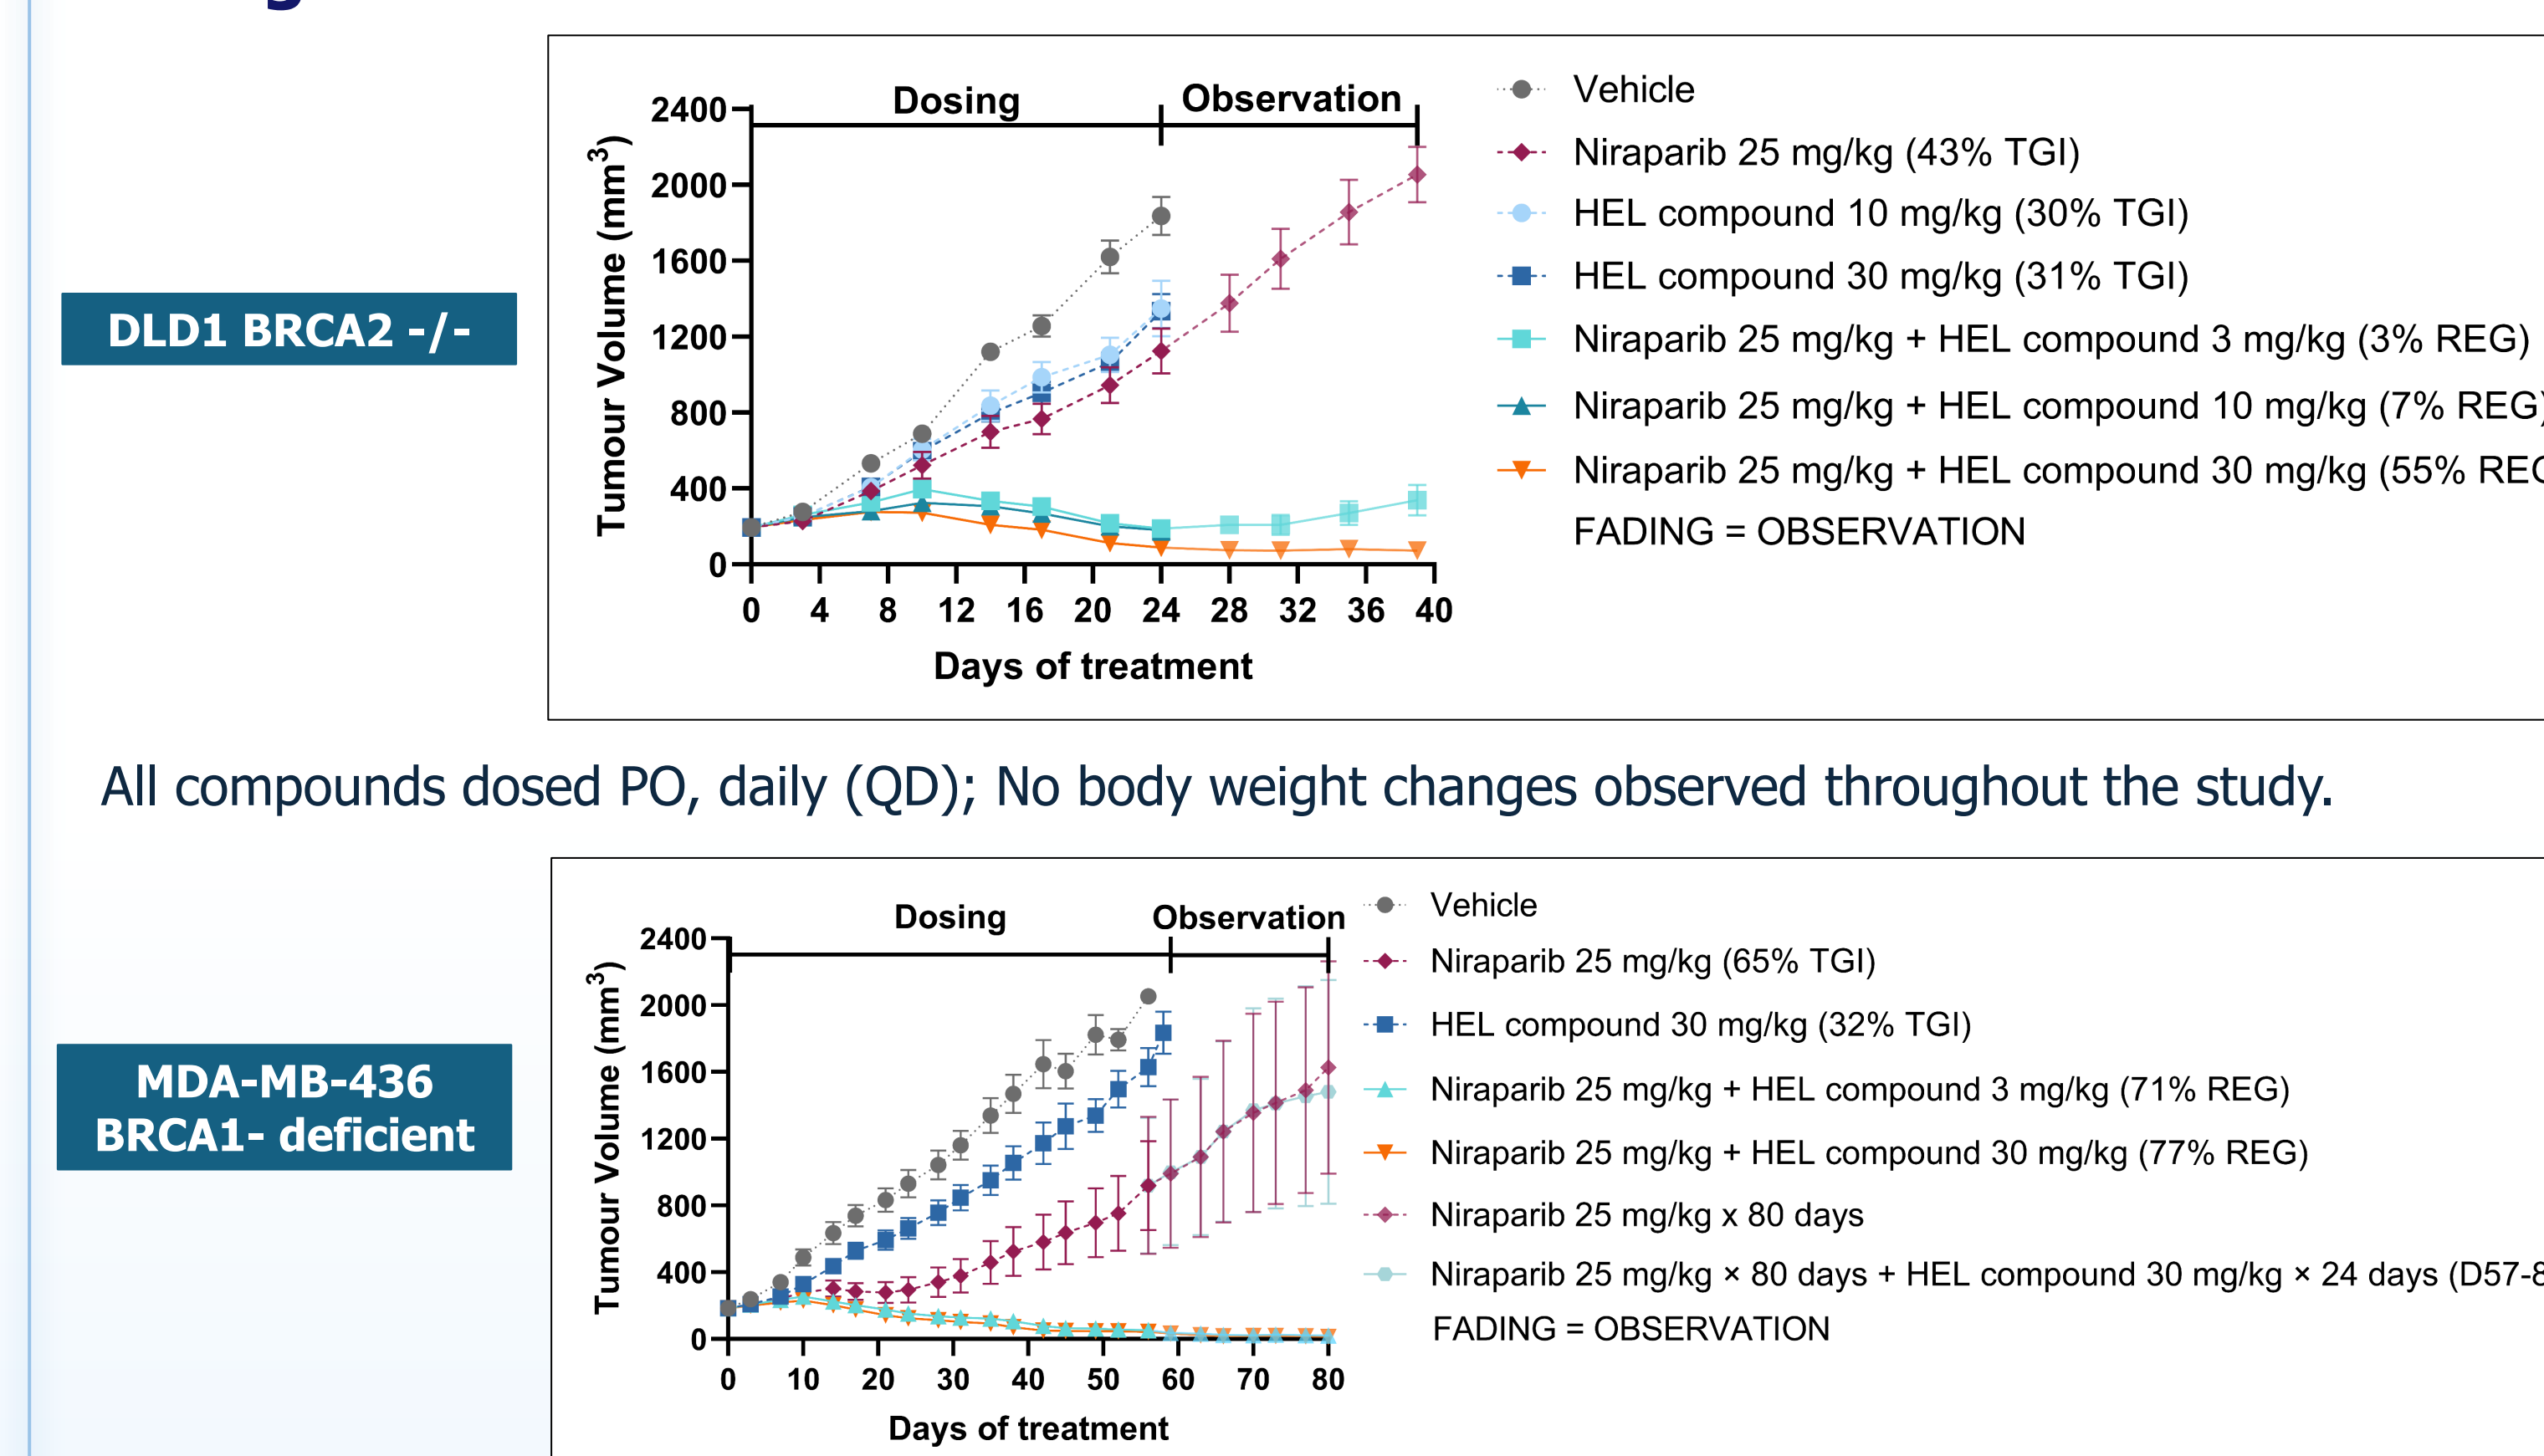 Dosing
Observation
2400
2000
1600
1200
800
400
0
Tumour Volume (mm³)
0 4 8 12 16 20 24 28 32 36 40
Days of treatment
Vehicle
Niraparib 25 mg/kg (43% TGI)
HEL compound 10 mg/kg (30% TGI)
HEL compound 30 mg/kg (31% TGI)
Niraparib 25 mg/kg + HEL compound 3 mg/kg (3% REG)
Niraparib 25 mg/kg + HEL compound 10 mg/kg (7% REG)
Niraparib 25 mg/kg + HEL compound 30 mg/kg (55% REG
FADING = OBSERVATION
DLD1 BRCA2 -/-
All compounds dosed PO, daily (QD); No body weight changes observed throughout the study.
Dosing
Observation
2400
2000
1600
1200
800
400
0
Tumour Volume (mm³)
0 10 20 30 40 50 60 70 80
Days of treatment
Vehicle
Niraparib 25 mg/kg (65% TGI)
HEL compound 30 mg/kg (32% TGI)
Niraparib 25 mg/kg + HEL compound 3 mg/kg (71% REG)
Niraparib 25 mg/kg + HEL compound 30 mg/kg (77% REG)
Niraparib 25 mg/kg x 80 days
Niraparib 25 mg/kg × 80 days + HEL compound 30 mg/kg × 24 days (D57-8
FADING = OBSERVATION
MDA-MB-436
BRCA1- deficient